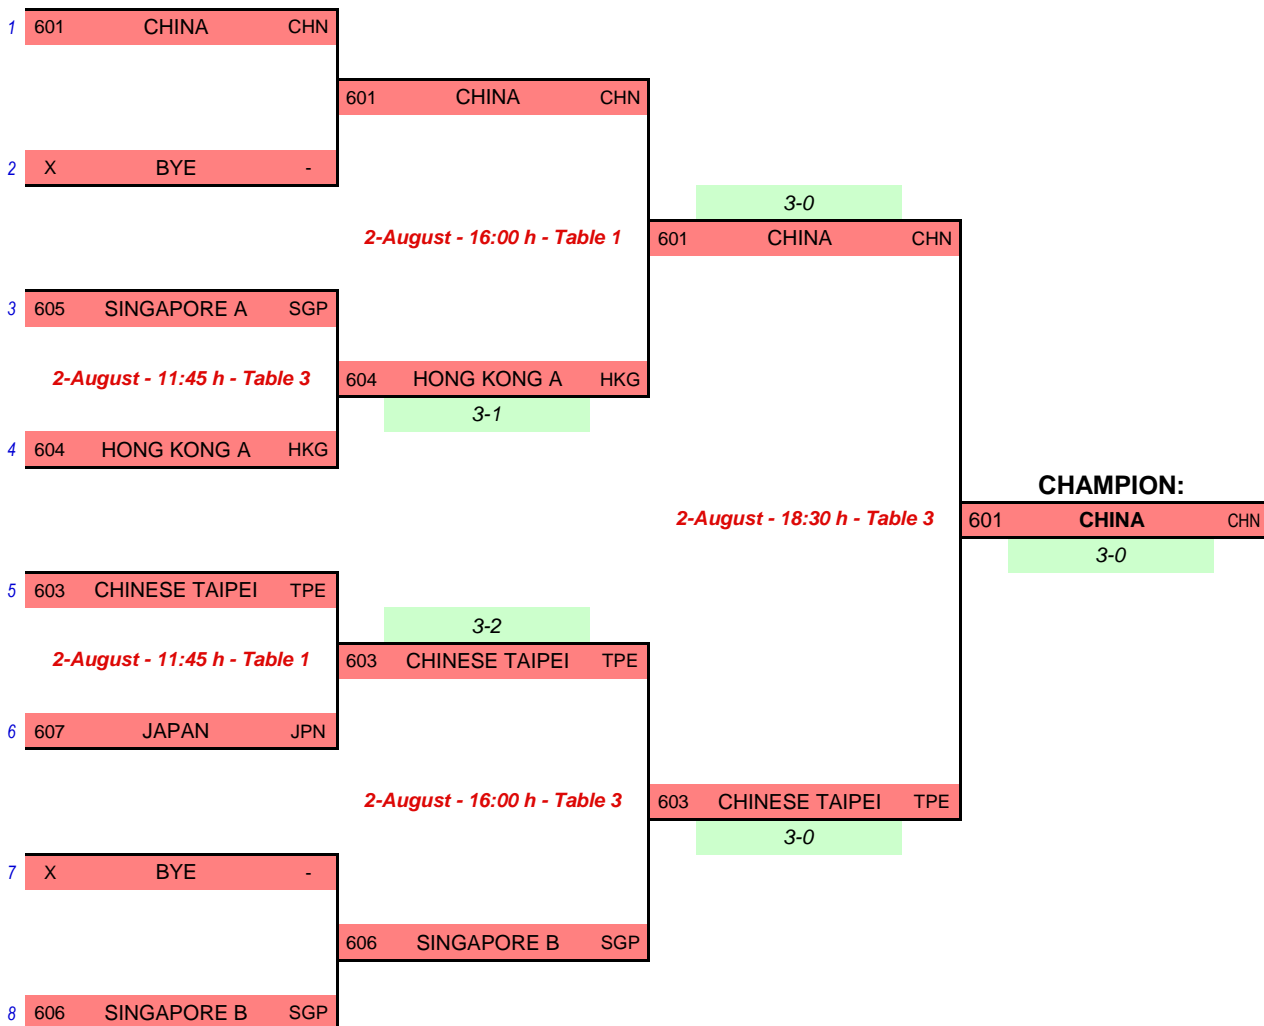 1 601 CHINA CHN
601 CHINA CHN
2 X BYE -
3-0
2-August - 16:00 h - Table 1
601 CHINA CHN
3 605 SINGAPORE A SGP
2-August - 11:45 h - Table 3
604 HONG KONG A HKG
3-1
4 604 HONG KONG A HKG
CHAMPION:
2-August - 18:30 h - Table 3
601 CHINA CHN
3-0
5 603 CHINESE TAIPEI TPE
3-2
2-August - 11:45 h - Table 1
603 CHINESE TAIPEI TPE
6 607 JAPAN JPN
2-August - 16:00 h - Table 3
603 CHINESE TAIPEI TPE
3-0
7 X BYE -
606 SINGAPORE B SGP
8 606 SINGAPORE B SGP